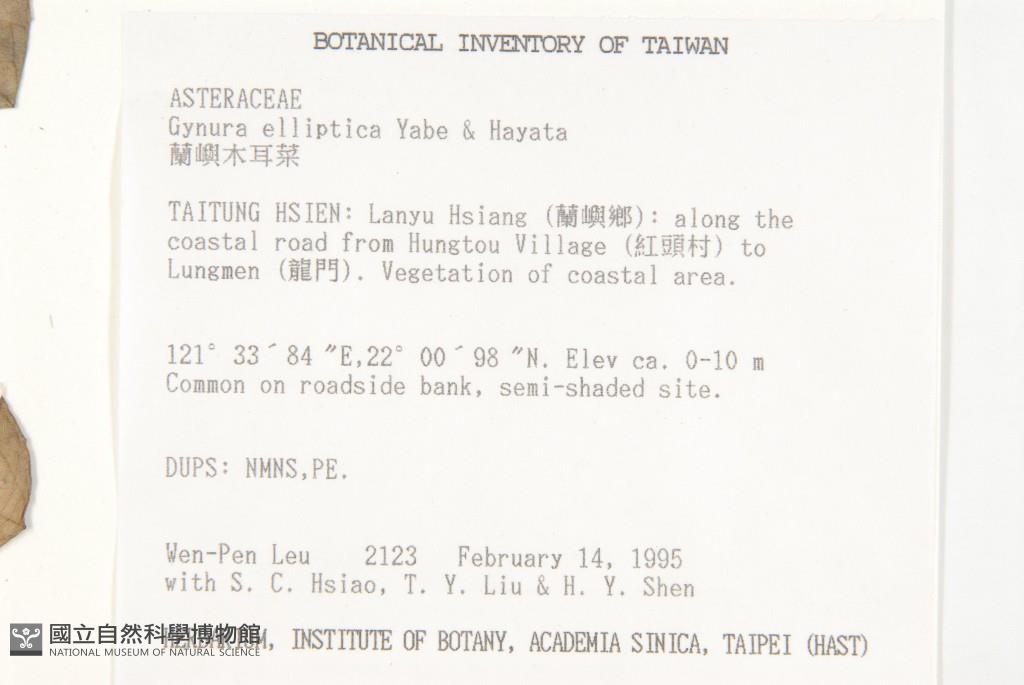 BOTANICAL INVENTORY OF TAIWAN
ASTERACEAE
Gynura elliptica Yabe & Hayata
蘭嶼木耳菜
TAITUNG HSIEN: Lanyu Hsiang (蘭嶼鄉): along the
coastal road from Hungtou Village (紅頭村) to
Lungmen (龍門). Vegetation of coastal area.
121° 33´84 ″E,22° 00´98 ″N. Elev ca. 0-10 m
Common on roadside bank, semi-shaded site.
DUPS: NMNS,PE.
Wen-Pen Leu 2123 February 14, 1995
with S. C. Hsiao, T. Y. Liu & H. Y. Shen
HERBARIUM, INSTITUTE OF BOTANY, ACADEMIA SINICA, TAIPEI (HAST)
國立自然科學博物館
NATIONAL MUSEUM OF NATURAL SCIENCE